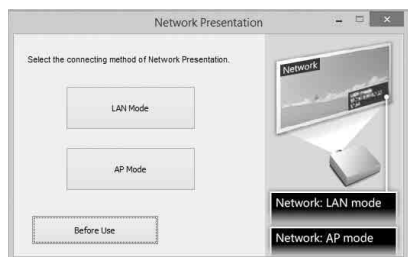 Network Presentation
Select the connecting method of Network Presentation.
LAN Mode
AP Mode
Before Use
Network
Network: LAN mode
Network: AP mode